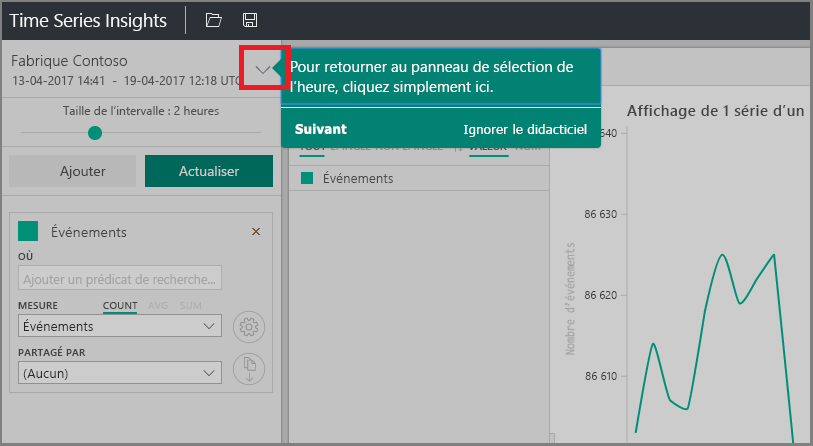 Time Series Insights
Fabrique Contoso
13-04-2017 14:41 - 19-04-2017 12:18 UTC
Taille de l'intervalle : 2 heures
Ajouter
Actualiser
Événements
OÙ
Ajouter un prédicat de recherche...
MESURE COUNT AVG SUM
Événements
PARTAGÉ PAR
(Aucun)
Pour retourner au panneau de sélection de
l'heure, cliquez simplement ici.
Suivant Ignorer le didacticiel
Événements
Affichage de 1 série d'un
Nombre d'événements
86 640
86 630
86 620
86 610